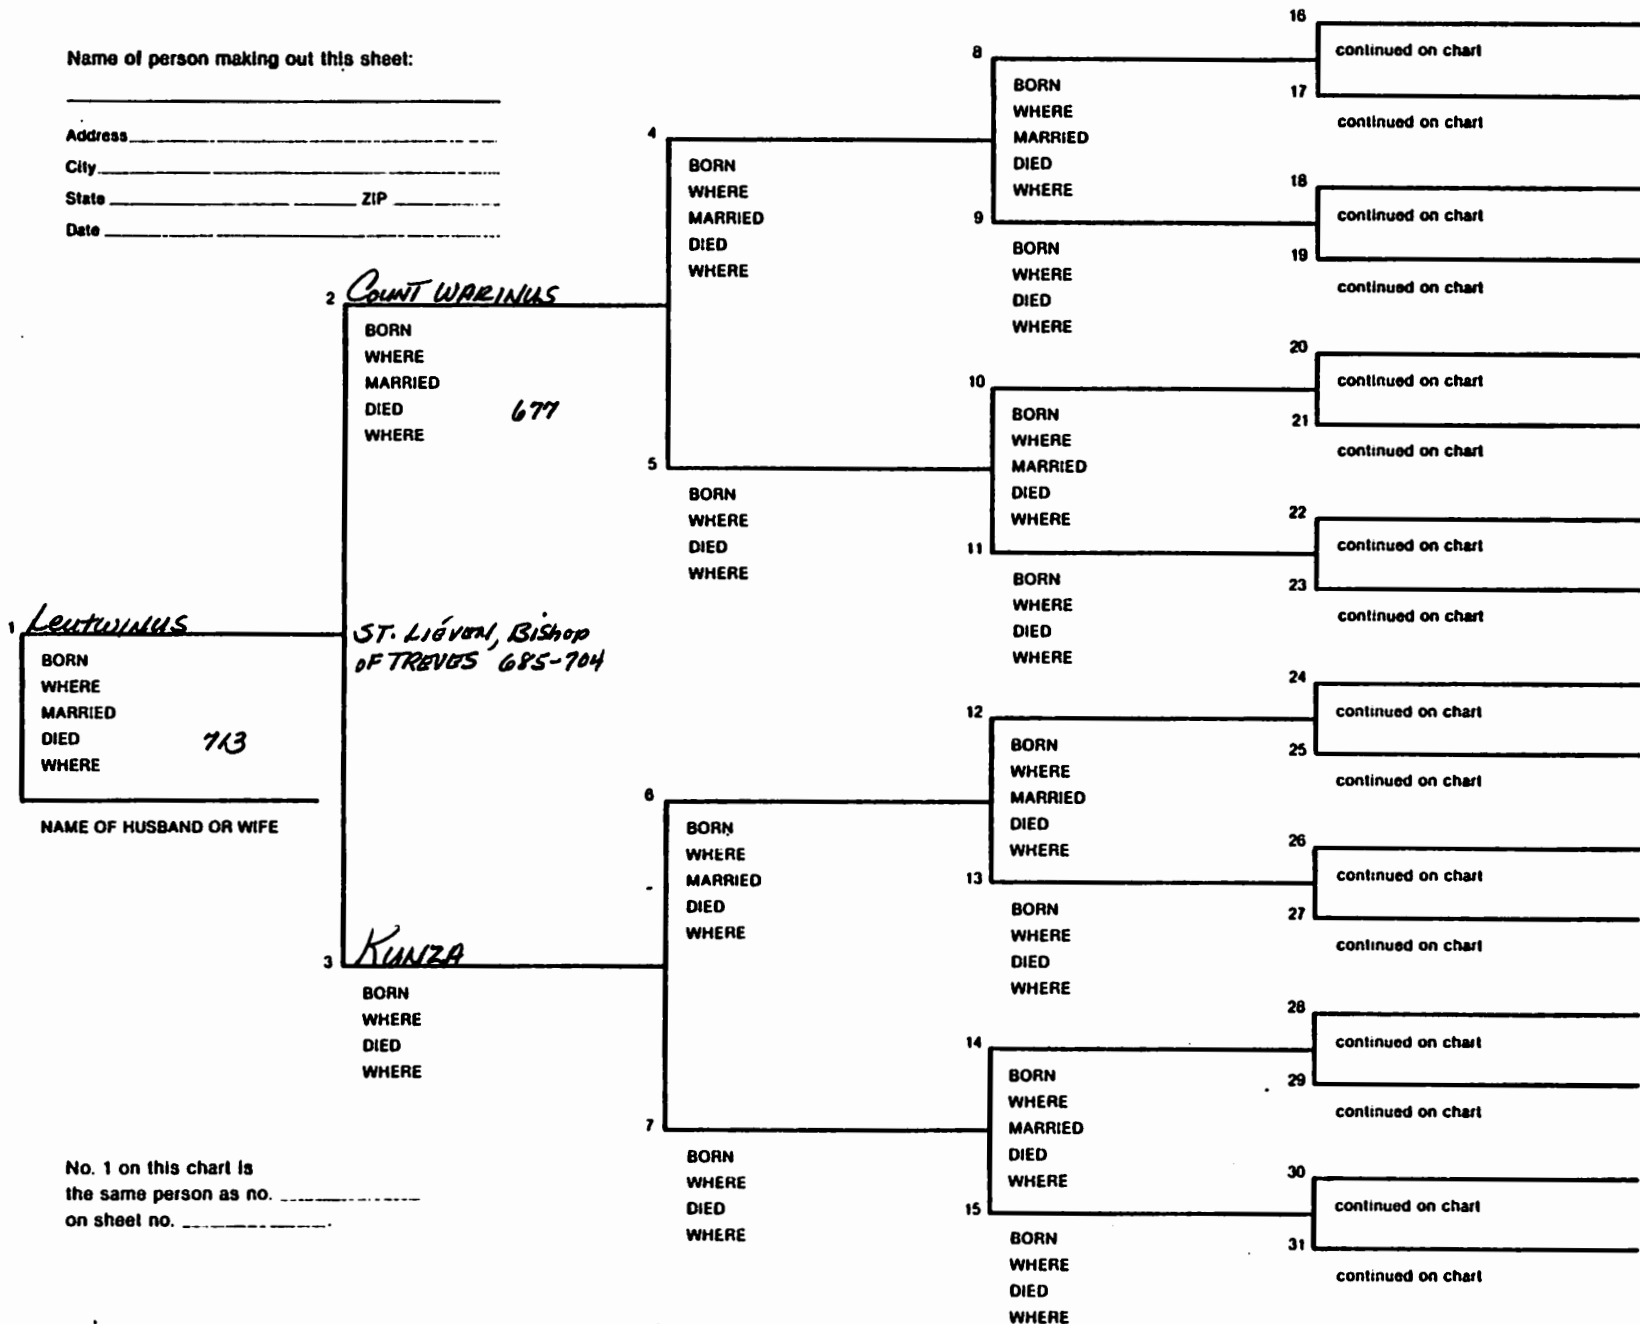 Name of person making out this sheet:
Address
City
State ZIP
Date
1 Leutwinus
BORN
WHERE
MARRIED
DIED 713
WHERE
NAME OF HUSBAND OR WIFE
No. 1 on this chart is
the same person as no.
on sheet no.
2 COUNT WARINUS
BORN
WHERE
MARRIED
DIED 677
WHERE
ST. LIÉVEN, BISHOP
OF TREVES 685-704
3 KUNZA
BORN
WHERE
DIED
WHERE
4
BORN
WHERE
MARRIED
DIED
WHERE
5
BORN
WHERE
DIED
WHERE
6
BORN
WHERE
MARRIED
DIED
WHERE
7
BORN
WHERE
DIED
WHERE
8
BORN
WHERE
MARRIED
DIED
WHERE
9
BORN
WHERE
DIED
WHERE
10
BORN
WHERE
MARRIED
DIED
WHERE
11
BORN
WHERE
DIED
WHERE
12
BORN
WHERE
MARRIED
DIED
WHERE
13
BORN
WHERE
DIED
WHERE
14
BORN
WHERE
MARRIED
DIED
WHERE
15
BORN
WHERE
DIED
WHERE
16
continued on chart
17
continued on chart
18
continued on chart
19
continued on chart
20
continued on chart
21
continued on chart
22
continued on chart
23
continued on chart
24
continued on chart
25
continued on chart
26
continued on chart
27
continued on chart
28
continued on chart
29
continued on chart
30
continued on chart
31
continued on chart